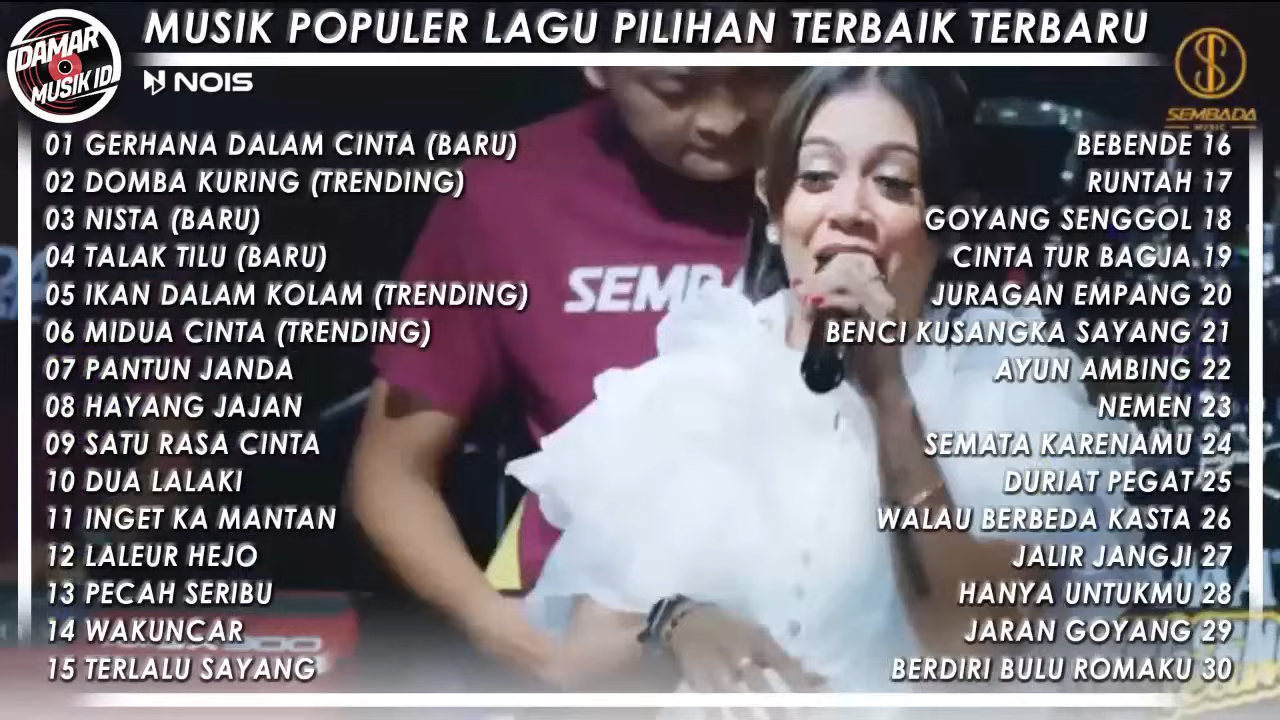 DAMAR
MUSIK ID
MUSIK POPULER LAGU PILIHAN TERBAIK TERBARU
NOIS
SEMBADA
MUSIC
01 GERHANA DALAM CINTA (BARU)
02 DOMBA KURING (TRENDING)
03 NISTA (BARU)
04 TALAK TILU (BARU)
05 IKAN DALAM KOLAM (TRENDING)
06 MIDUA CINTA (TRENDING)
07 PANTUN JANDA
08 HAYANG JAJAN
09 SATU RASA CINTA
10 DUA LALAKI
11 INGET KA MANTAN
12 LALEUR HEJO
13 PECAH SERIBU
14 WAKUNCAR
15 TERLALU SAYANG
BEBENDE 16
RUNTAH 17
GOYANG SENGGOL 18
CINTA TUR BAGJA 19
JURAGAN EMPANG 20
BENCI KUSANGKA SAYANG 21
AYUN AMBING 22
NEMEN 23
SEMATA KARENAMU 24
DURIAT PEGAT 25
WALAU BERBEDA KASTA 26
JALIR JANGJI 27
HANYA UNTUKMU 28
JARAN GOYANG 29
BERDIRI BULU ROMAKU 30
SEMBA